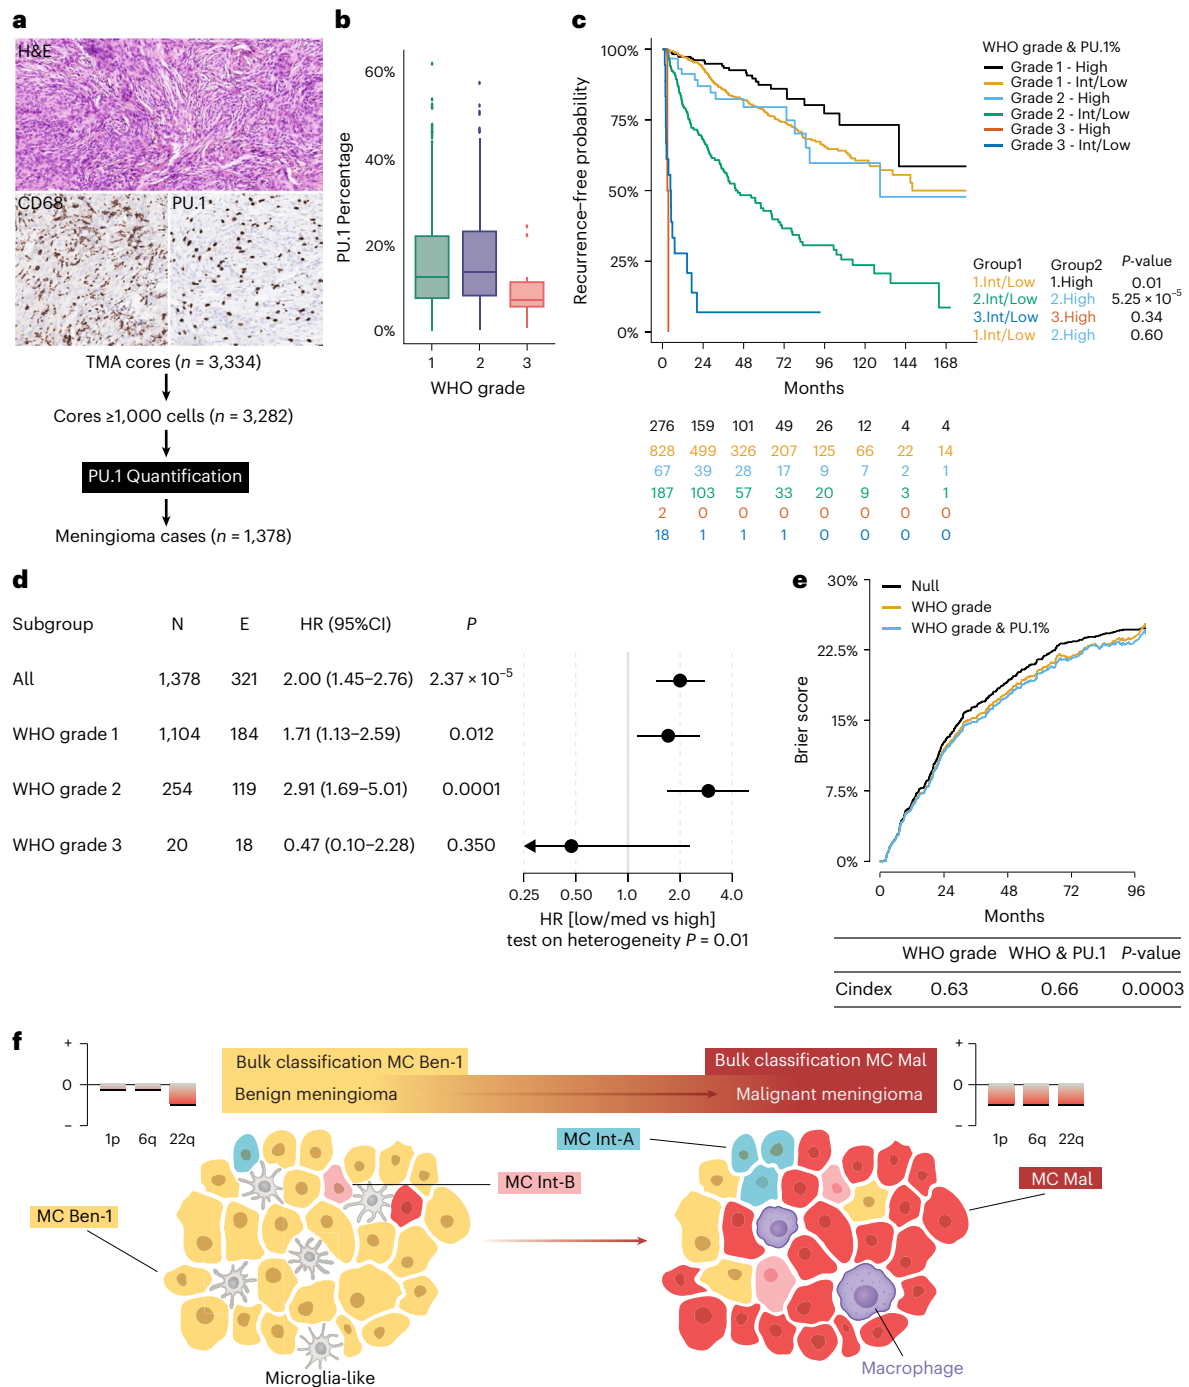 a
H&E
CD68
PU.1
TMA cores (n = 3,334)
Cores ≥1,000 cells (n = 3,282)
PU.1 Quantification
Meningioma cases (n = 1,378)
b
PU.1 Percentage
60%
40%
20%
0%
1 2 3
WHO grade
c
Recurrence-free probability
100%
75%
50%
25%
0%
0 24 48 72 96 120 144 168
Months
WHO grade & PU.1%
Grade 1 - High
Grade 1 - Int/Low
Grade 2 - High
Grade 2 - Int/Low
Grade 3 - High
Grade 3 - Int/Low
Group1 Group2 P-value
1.Int/Low 1.High 0.01
2.Int/Low 2.High 5.25 × 10⁻⁵
3.Int/Low 3.High 0.34
1.Int/Low 2.High 0.60
276 159 101 49 26 12 4 4
828 499 326 207 125 66 22 14
67 39 28 17 9 7 2 1
187 103 57 33 20 9 3 1
2 0 0 0 0 0 0 0
18 1 1 1 0 0 0 0
d
Subgroup N E HR (95%CI) P
All 1,378 321 2.00 (1.45–2.76) 2.37 × 10⁻⁵
WHO grade 1 1,104 184 1.71 (1.13–2.59) 0.012
WHO grade 2 254 119 2.91 (1.69–5.01) 0.0001
WHO grade 3 20 18 0.47 (0.10–2.28) 0.350
0.25 0.50 1.0 2.0 4.0
HR [low/med vs high]
test on heterogeneity P = 0.01
e
Brier score
30%
22.5%
15%
7.5%
0%
Null
WHO grade
WHO grade & PU.1%
0 24 48 72 96
Months
WHO grade WHO & PU.1 P-value
Cindex 0.63 0.66 0.0003
f
+
0
−
1p 6q 22q
Bulk classification MC Ben-1
Benign meningioma
Bulk classification MC Mal
Malignant meningioma
+
0
−
1p 6q 22q
MC Int-A
MC Int-B
MC Mal
MC Ben-1
Microglia-like
Macrophage